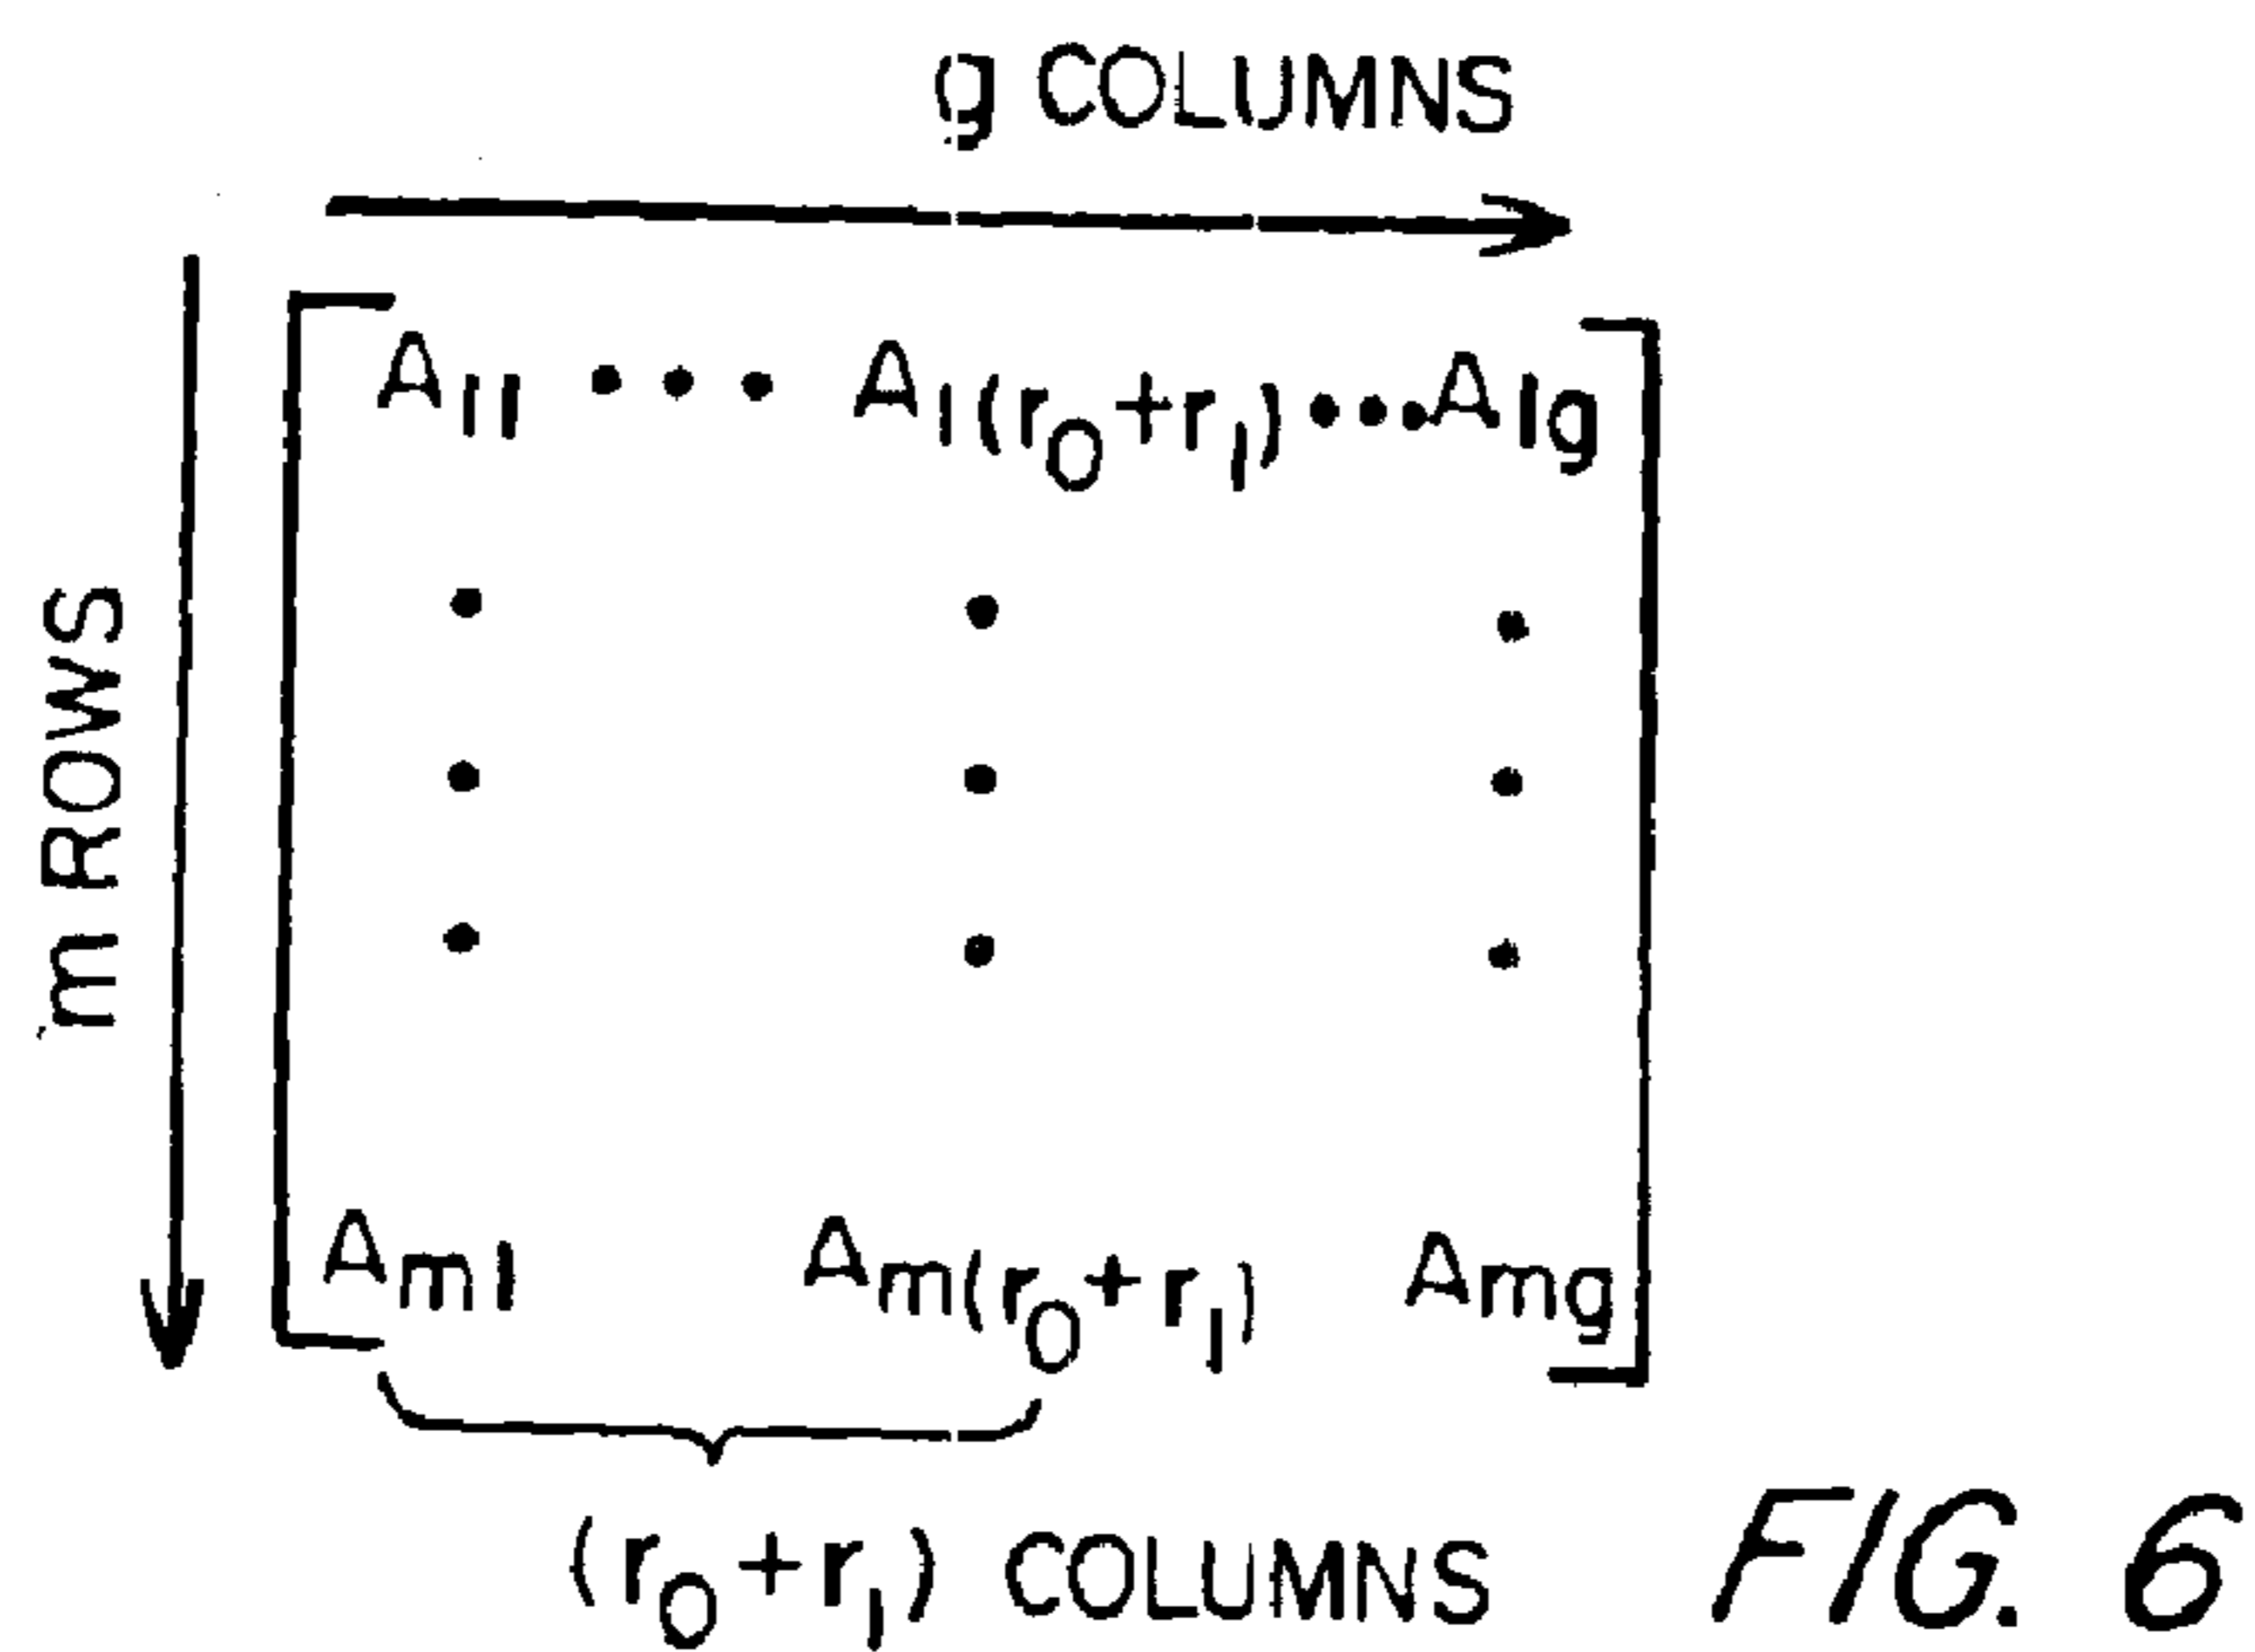 g COLUMNS
m ROWS
A₁₁ ••• A₁(r₀+r₁)•••A₁g
Aₘ₁ Aₘ(r₀+r₁) Amg
(r₀+r₁) COLUMNS
FIG. 6